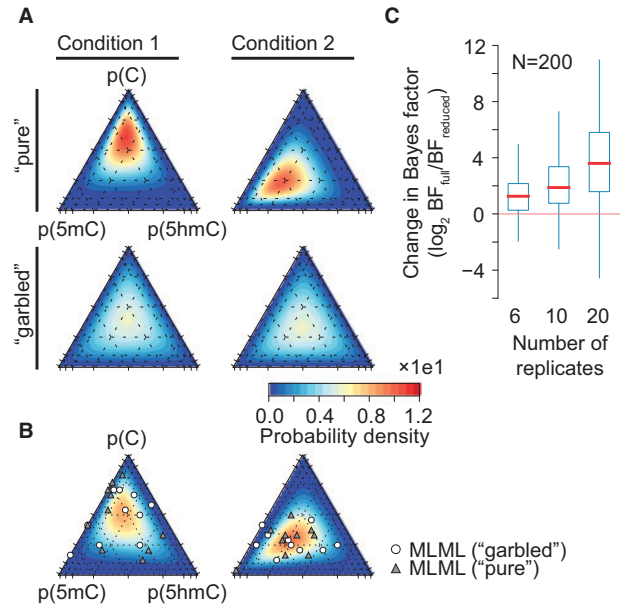 A
Condition 1
Condition 2
p(C)
"pure"
p(5mC)
p(5hmC)
"garbled"
×1e1
0.0 0.4 0.8 1.2
Probability density
B
p(C)
p(5mC)
p(5hmC)
MLML ("garbled")
MLML ("pure")
C
N=200
Change in Bayes factor
(log2 BFfull/BFreduced)
12
8
4
0
−4
6 10 20
Number of
replicates